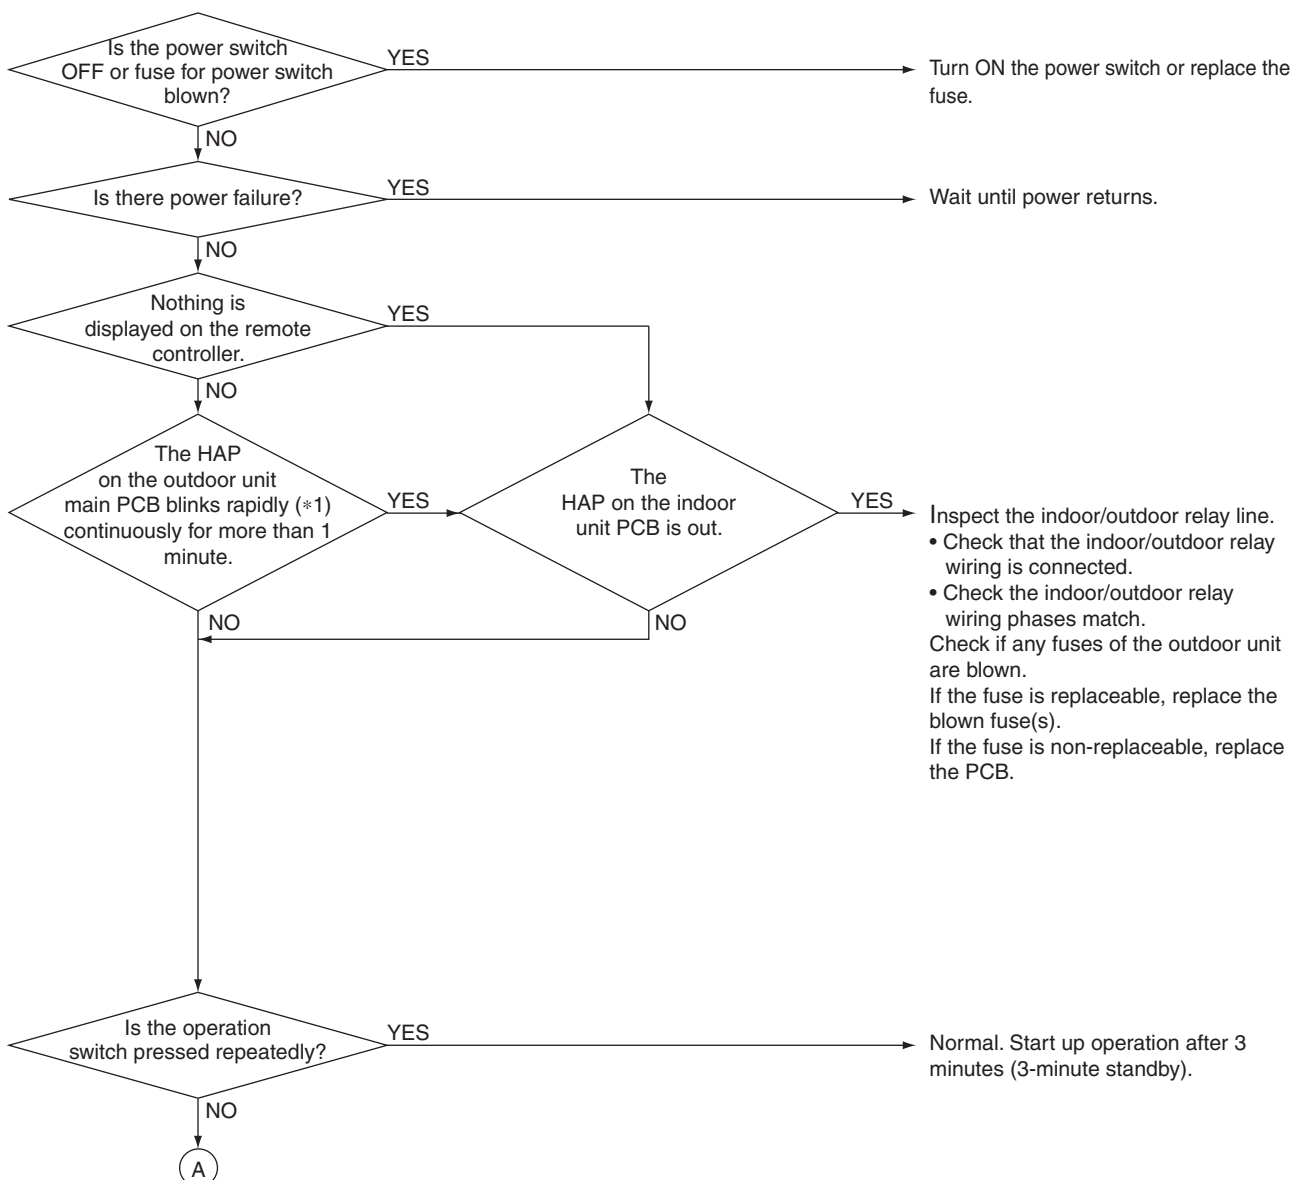 Is the power switch
OFF or fuse for power switch
blown?
YES
Turn ON the power switch or replace the
fuse.
NO
Is there power failure?
YES
Wait until power returns.
NO
Nothing is
displayed on the remote
controller.
YES
NO
The HAP
on the outdoor unit
main PCB blinks rapidly (*1)
continuously for more than 1
minute.
YES
The
HAP on the indoor
unit PCB is out.
YES
Inspect the indoor/outdoor relay line.
• Check that the indoor/outdoor relay
wiring is connected.
• Check the indoor/outdoor relay
wiring phases match.
Check if any fuses of the outdoor unit
are blown.
If the fuse is replaceable, replace the
blown fuse(s).
If the fuse is non-replaceable, replace
the PCB.
NO
NO
Is the operation
switch pressed repeatedly?
YES
Normal. Start up operation after 3
minutes (3-minute standby).
NO
A